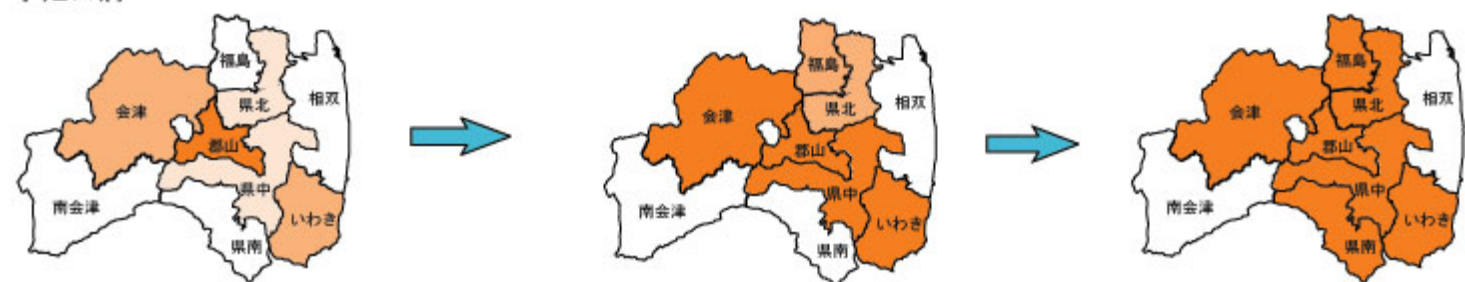 福島
県北
相双
会津
郡山
県中
南会津
いわき
県南
福島
県北
相双
会津
郡山
県中
南会津
いわき
県南
福島
県北
相双
会津
郡山
県中
南会津
いわき
県南